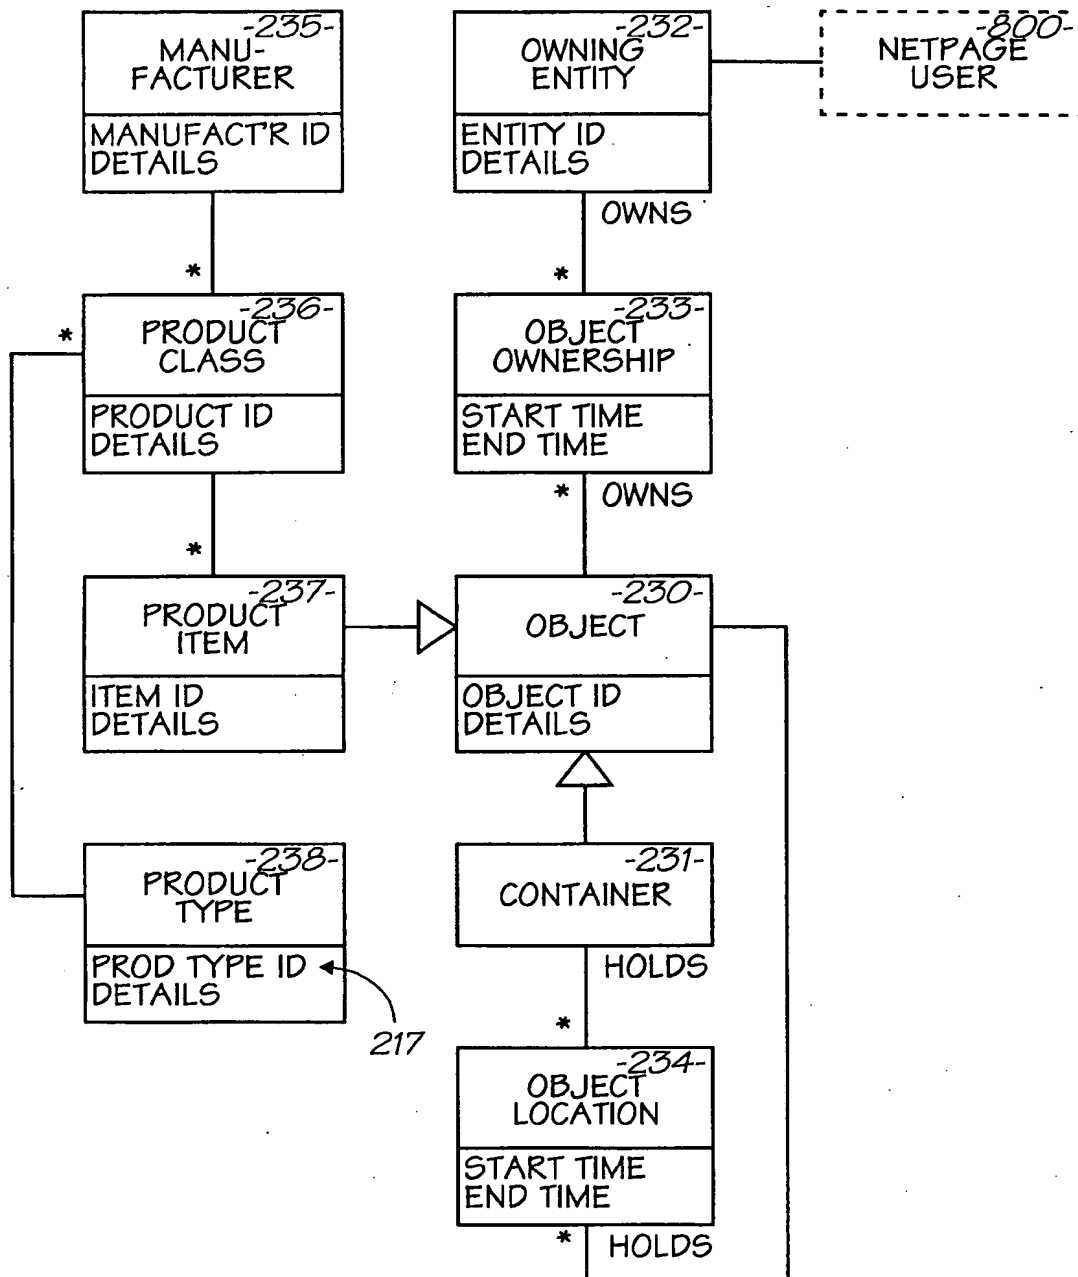 -235-
MANU-
FACTURER
MANUFACT'R ID
DETAILS
*
-236-
PRODUCT
CLASS
*
PRODUCT ID
DETAILS
*
-237-
PRODUCT
ITEM
ITEM ID
DETAILS
-238-
PRODUCT
TYPE
PROD TYPE ID
DETAILS
217
-232-
OWNING
ENTITY
ENTITY ID
DETAILS
OWNS
*
-800-
NETPAGE
USER
-233-
OBJECT
OWNERSHIP
START TIME
END TIME
* OWNS
-230-
OBJECT
OBJECT ID
DETAILS
-231-
CONTAINER
HOLDS
*
-234-
OBJECT
LOCATION
START TIME
END TIME
* HOLDS